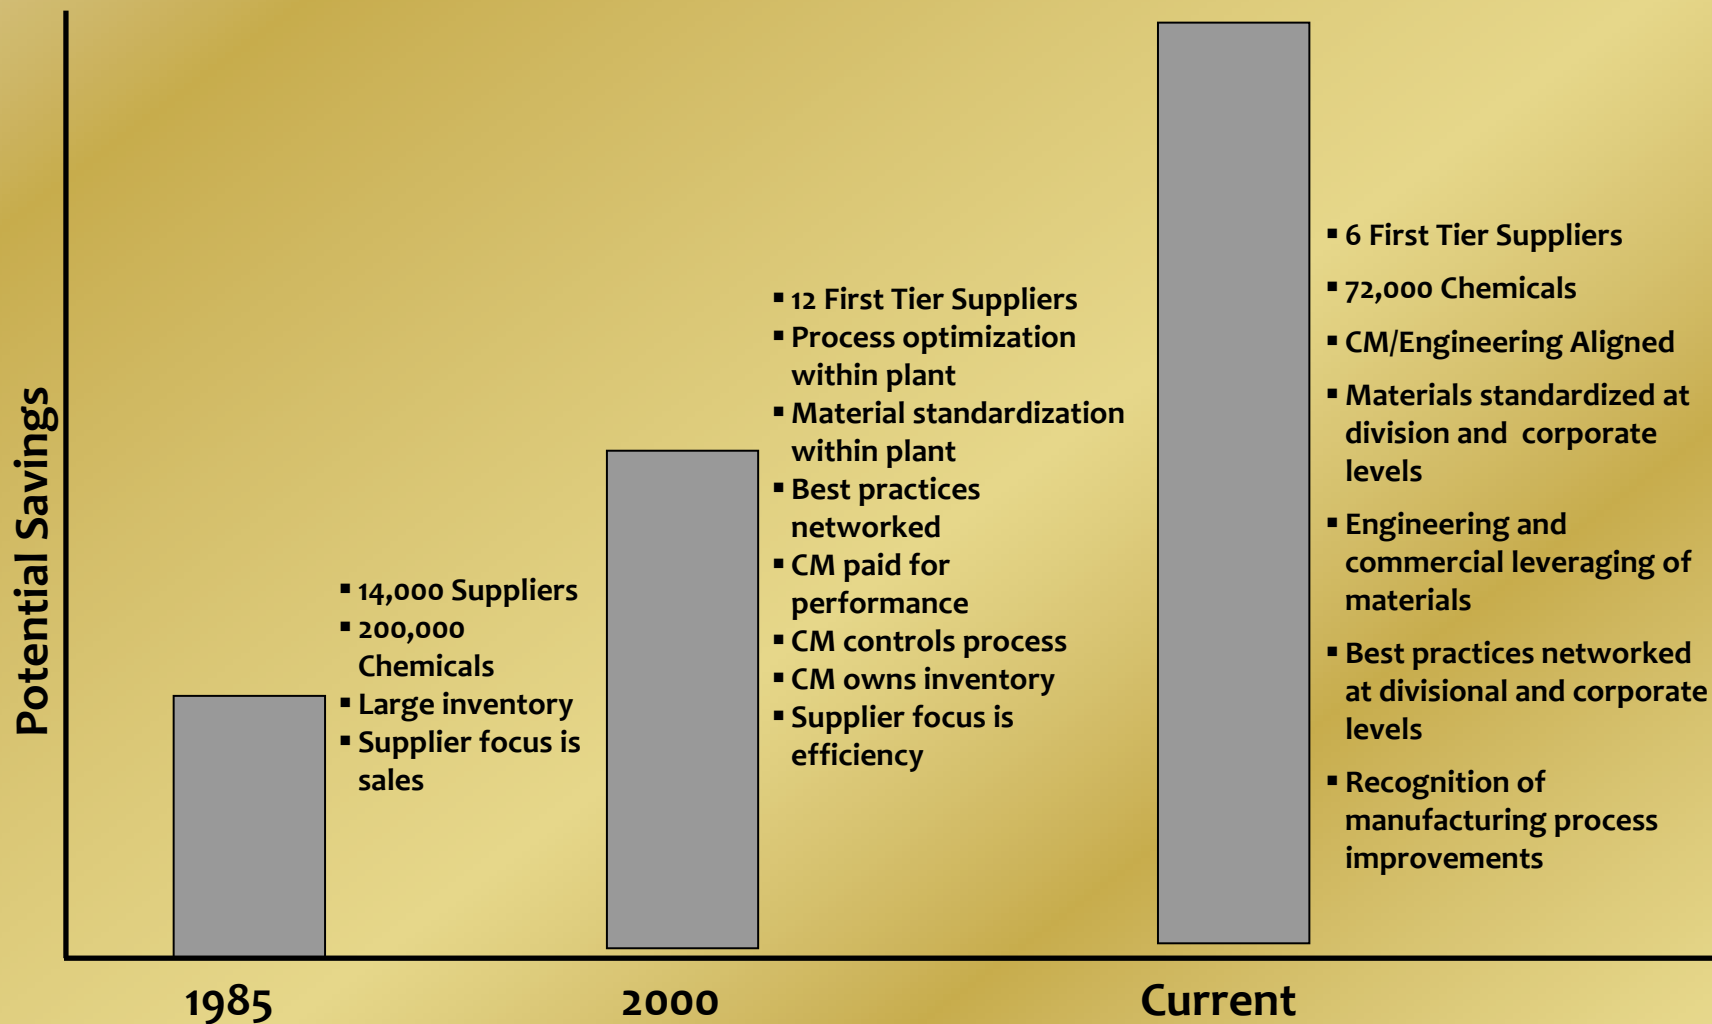 Potential Savings
▪ 14,000 Suppliers
▪ 200,000
Chemicals
▪ Large inventory
▪ Supplier focus is
sales
▪ 12 First Tier Suppliers
▪ Process optimization
within plant
▪ Material standardization
within plant
▪ Best practices
networked
▪ CM paid for
performance
▪ CM controls process
▪ CM owns inventory
▪ Supplier focus is
efficiency
▪ 6 First Tier Suppliers
▪ 72,000 Chemicals
▪ CM/Engineering Aligned
▪ Materials standardized at
division and corporate
levels
▪ Engineering and
commercial leveraging of
materials
▪ Best practices networked
at divisional and corporate
levels
▪ Recognition of
manufacturing process
improvements
1985
2000
Current